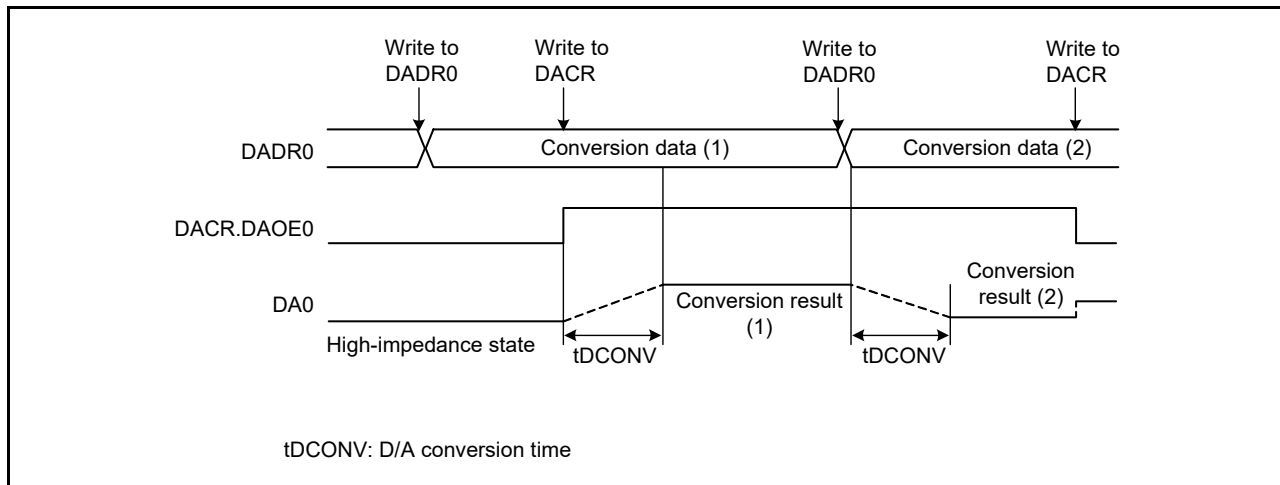 Write to
DADR0
Write to
DACR
Write to
DADR0
Write to
DACR
DADR0
Conversion data (1)
Conversion data (2)
DACR.DAOE0
DA0
Conversion result
(1)
Conversion
result (2)
High-impedance state
tDCONV
tDCONV
tDCONV: D/A conversion time